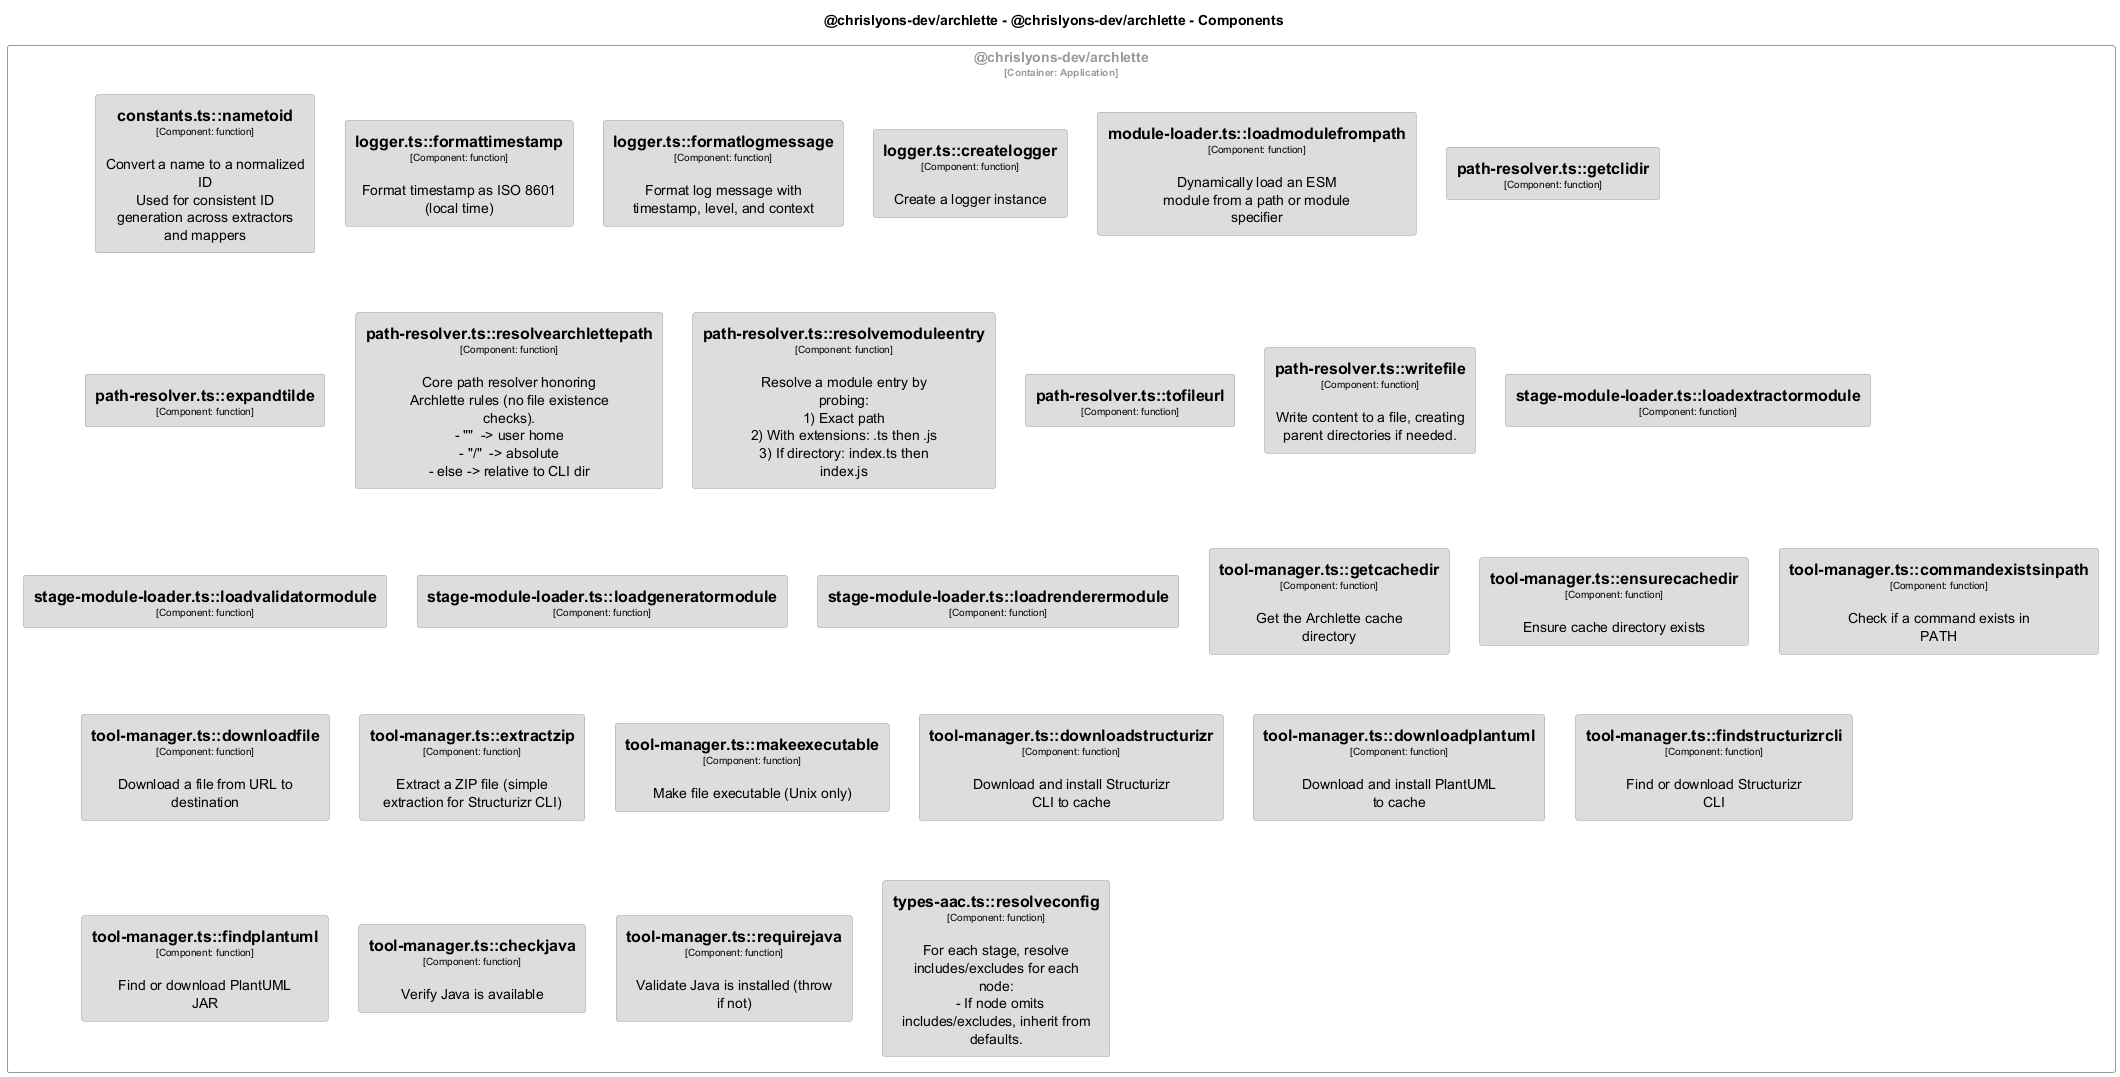 @chrislyons-dev/archlette - @chrislyons-dev/archlette - Components
@chrislyons-dev/archlette
[Container: Application]
constants.ts::nametoid
[Component: function]
Convert a name to a normalized
ID
Used for consistent ID
generation across extractors
and mappers
logger.ts::formattimestamp
[Component: function]
Format timestamp as ISO 8601
(local time)
logger.ts::formatlogmessage
[Component: function]
Format log message with
timestamp, level, and context
logger.ts::createlogger
[Component: function]
Create a logger instance
module-loader.ts::loadmodulefrompath
[Component: function]
Dynamically load an ESM
module from a path or module
specifier
path-resolver.ts::getclidir
[Component: function]
path-resolver.ts::expandtilde
[Component: function]
path-resolver.ts::resolvearchlettepath
[Component: function]
Core path resolver honoring
Archlette rules (no file existence
checks).
- "" -> user home
- "/" -> absolute
- else -> relative to CLI dir
path-resolver.ts::resolvemoduleentry
[Component: function]
Resolve a module entry by
probing:
1) Exact path
2) With extensions: .ts then .js
3) If directory: index.ts then
index.js
path-resolver.ts::tofileurl
[Component: function]
path-resolver.ts::writefile
[Component: function]
Write content to a file, creating
parent directories if needed.
stage-module-loader.ts::loadextractormodule
[Component: function]
stage-module-loader.ts::loadvalidatormodule
[Component: function]
stage-module-loader.ts::loadgeneratormodule
[Component: function]
stage-module-loader.ts::loadrenderermodule
[Component: function]
tool-manager.ts::getcachedir
[Component: function]
Get the Archlette cache
directory
tool-manager.ts::ensurecachedir
[Component: function]
Ensure cache directory exists
tool-manager.ts::commandexistsinpath
[Component: function]
Check if a command exists in
PATH
tool-manager.ts::downloadfile
[Component: function]
Download a file from URL to
destination
tool-manager.ts::extractzip
[Component: function]
Extract a ZIP file (simple
extraction for Structurizr CLI)
tool-manager.ts::makeexecutable
[Component: function]
Make file executable (Unix only)
tool-manager.ts::downloadstructurizr
[Component: function]
Download and install Structurizr
CLI to cache
tool-manager.ts::downloadplantuml
[Component: function]
Download and install PlantUML
to cache
tool-manager.ts::findstructurizrcli
[Component: function]
Find or download Structurizr
CLI
tool-manager.ts::findplantuml
[Component: function]
Find or download PlantUML
JAR
tool-manager.ts::checkjava
[Component: function]
Verify Java is available
tool-manager.ts::requirejava
[Component: function]
Validate Java is installed (throw
if not)
types-aac.ts::resolveconfig
[Component: function]
For each stage, resolve
includes/excludes for each
node:
- If node omits
includes/excludes, inherit from
defaults.